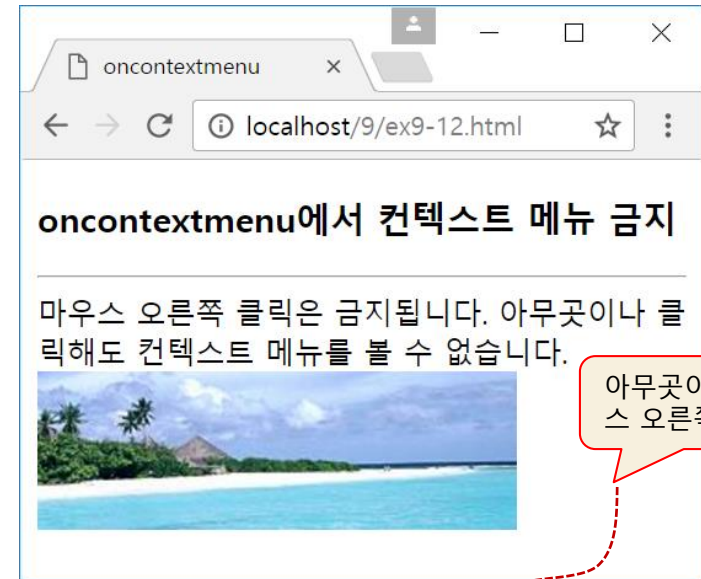 oncontextmenu
localhost/9/ex9-12.html
oncontextmenu에서 컨텍스트 메뉴 금지
마우스 오른쪽 클릭은 금지됩니다. 아무곳이나 클
릭해도 컨텍스트 메뉴를 볼 수 없습니다.
아무곳이
스 오른쪽